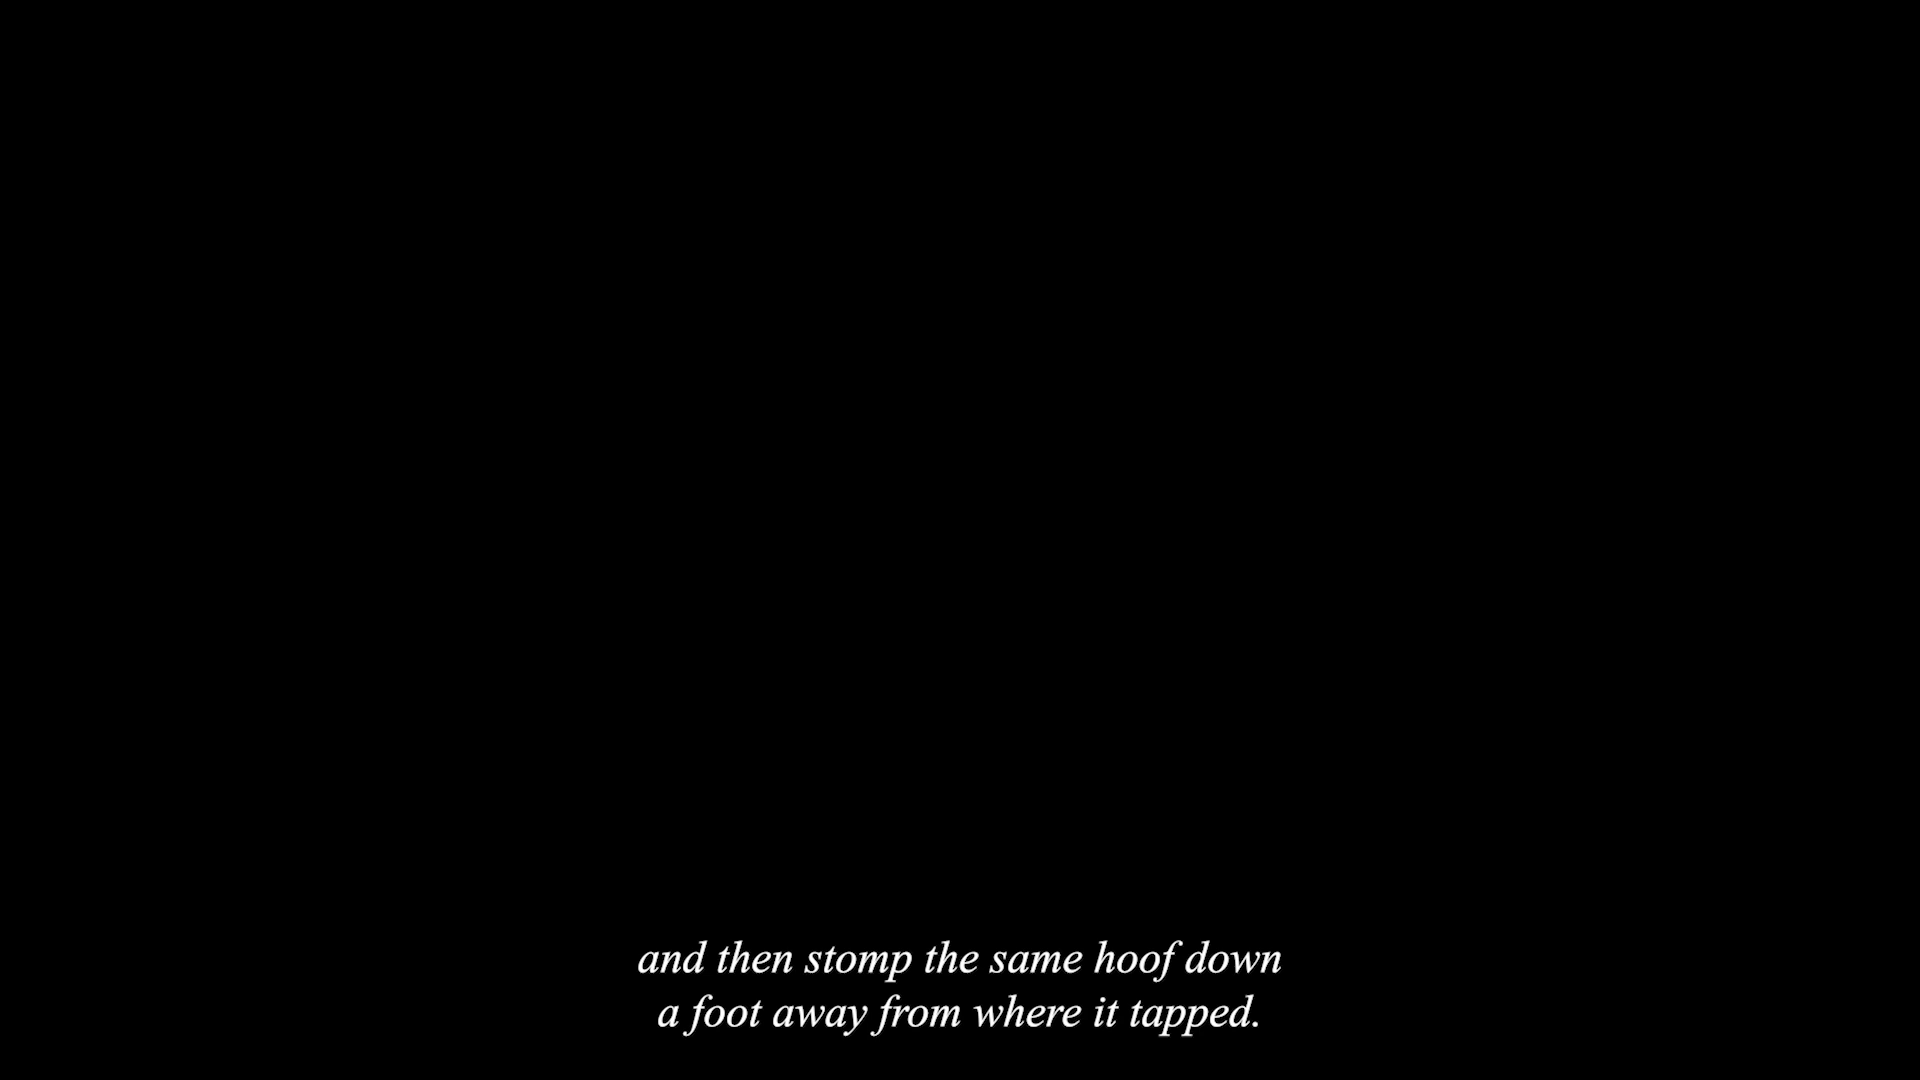 and then stomp the same hoof down
a foot away from where it tapped.